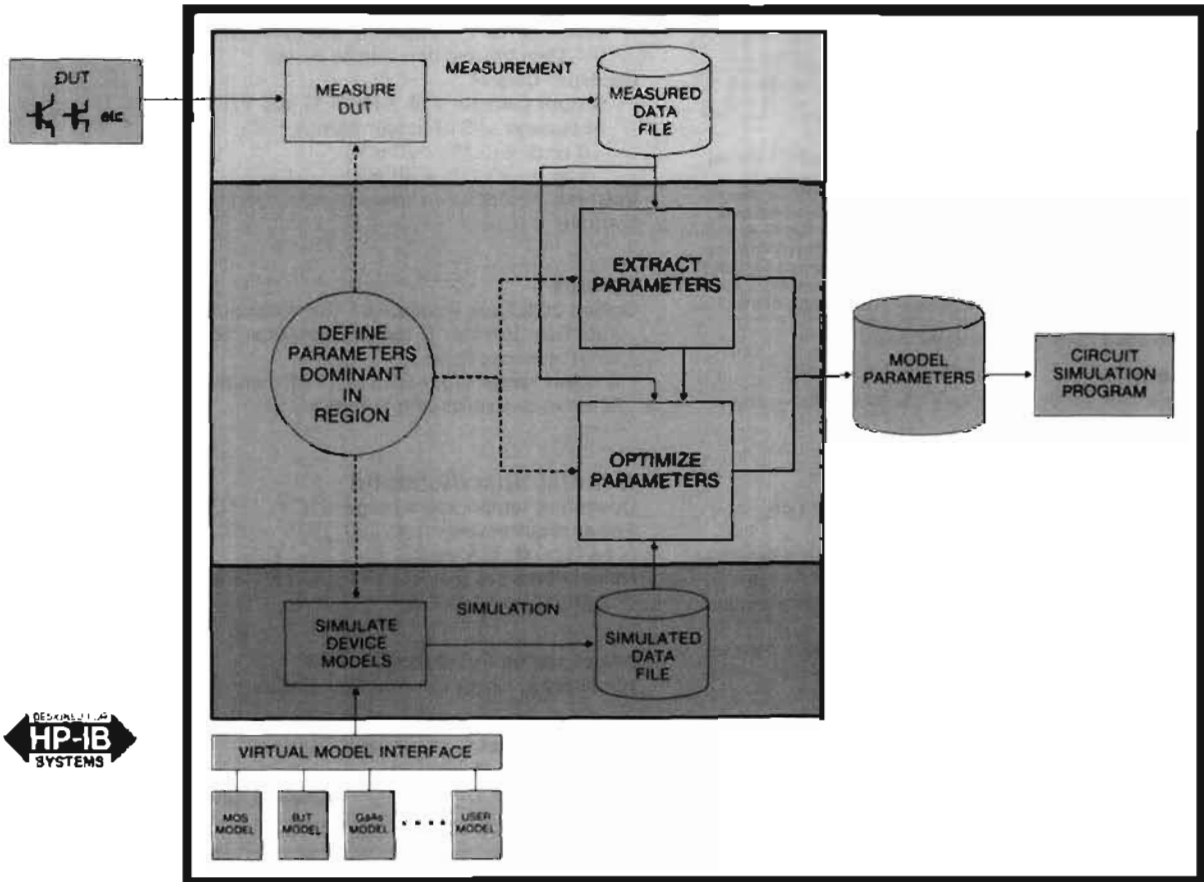 DUT
etc
MEASURE
DUT
MEASUREMENT
MEASURED
DATA
FILE
DEFINE
PARAMETERS
DOMINANT
IN
REGION
EXTRACT
PARAMETERS
OPTIMIZE
PARAMETERS
MODEL
PARAMETERS
CIRCUIT
SIMULATION
PROGRAM
SIMULATE
DEVICE
MODELS
SIMULATION
SIMULATED
DATA
FILE
DESIGNED FOR
HP-IB
SYSTEMS
VIRTUAL MODEL INTERFACE
MOS
MODEL
BJT
MODEL
GaAs
MODEL
USER
MODEL